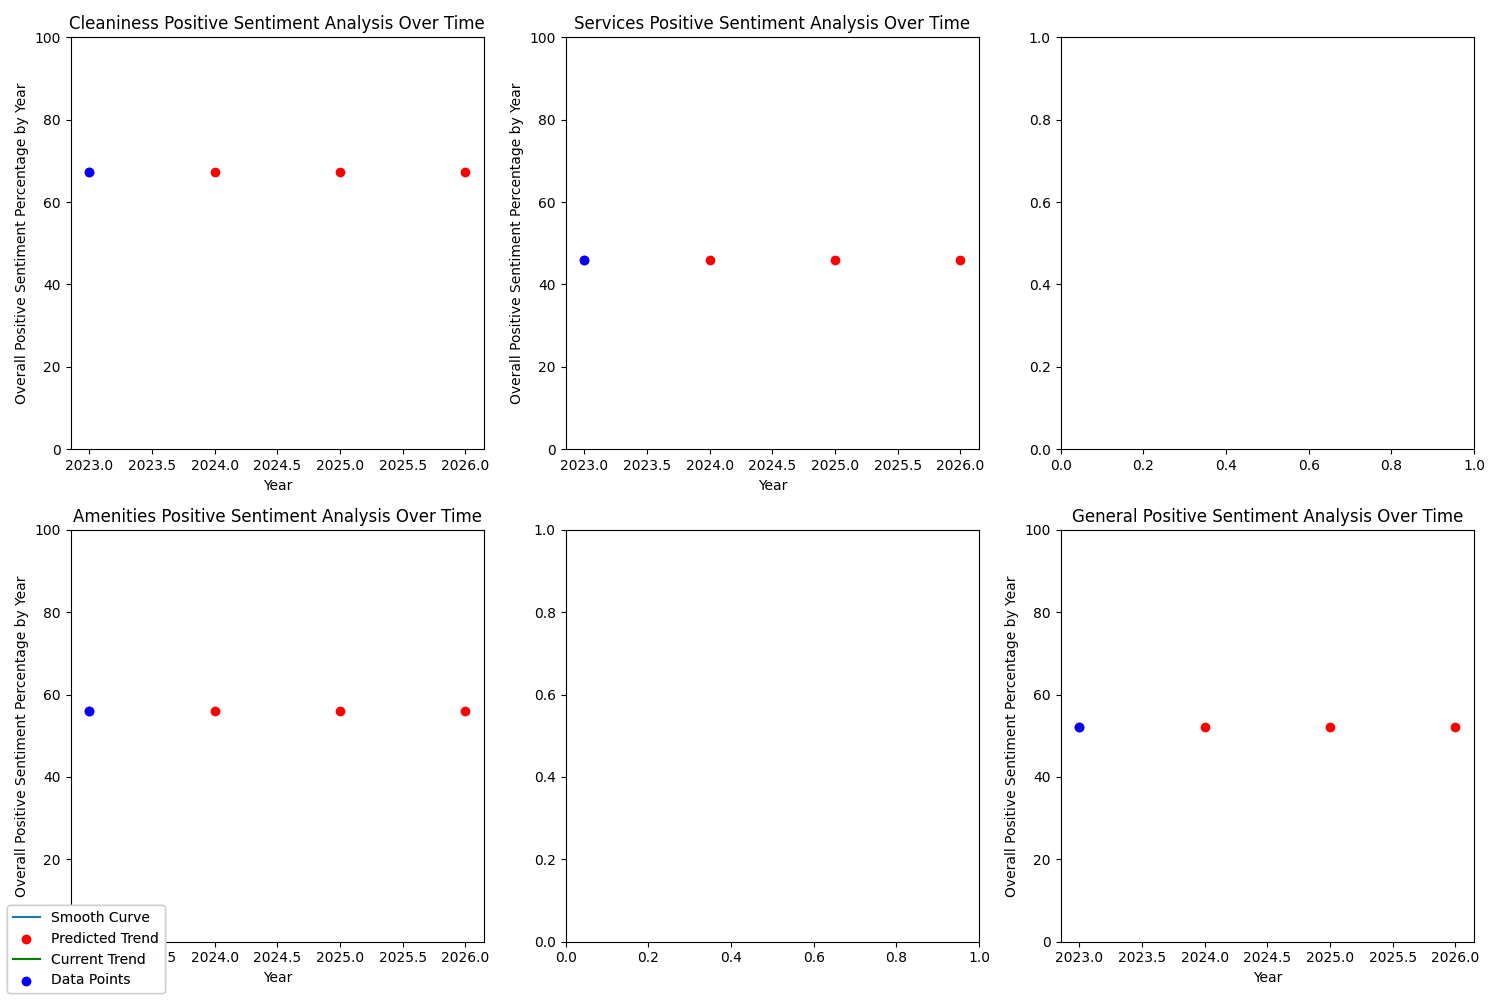 Cleaniness Positive Sentiment Analysis Over Time
Overall Positive Sentiment Percentage by Year
100
80
60
40
20
0
2023.0 2023.5 2024.0 2024.5 2025.0 2025.5 2026.0
Year
Services Positive Sentiment Analysis Over Time
Overall Positive Sentiment Percentage by Year
100
80
60
40
20
0
2023.0 2023.5 2024.0 2024.5 2025.0 2025.5 2026.0
Year
1.0
0.8
0.6
0.4
0.2
0.0
0.0 0.2 0.4 0.6 0.8 1.0
Amenities Positive Sentiment Analysis Over Time
Overall Positive Sentiment Percentage by Year
100
80
60
40
20
5 2024.0 2024.5 2025.0 2025.5 2026.0
Year
Smooth Curve
Predicted Trend
Current Trend
Data Points
1.0
0.8
0.6
0.4
0.2
0.0
0.0 0.2 0.4 0.6 0.8 1.0
General Positive Sentiment Analysis Over Time
Overall Positive Sentiment Percentage by Year
100
80
60
40
20
0
2023.0 2023.5 2024.0 2024.5 2025.0 2025.5 2026.0
Year